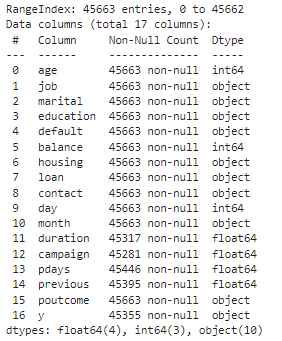 RangeIndex: 45663 entries, 0 to 45662
Data columns (total 17 columns):
 #   Column     Non-Null Count  Dtype
---  ------     --------------  -----
 0   age        45663 non-null  int64
 1   job        45663 non-null  object
 2   marital    45663 non-null  object
 3   education  45663 non-null  object
 4   default    45663 non-null  object
 5   balance    45663 non-null  int64
 6   housing    45663 non-null  object
 7   loan       45663 non-null  object
 8   contact    45663 non-null  object
 9   day        45663 non-null  int64
 10  month      45663 non-null  object
 11  duration   45317 non-null  float64
 12  campaign   45281 non-null  float64
 13  pdays      45446 non-null  float64
 14  previous   45395 non-null  float64
 15  poutcome   45663 non-null  object
 16  y          45355 non-null  object
dtypes: float64(4), int64(3), object(10)